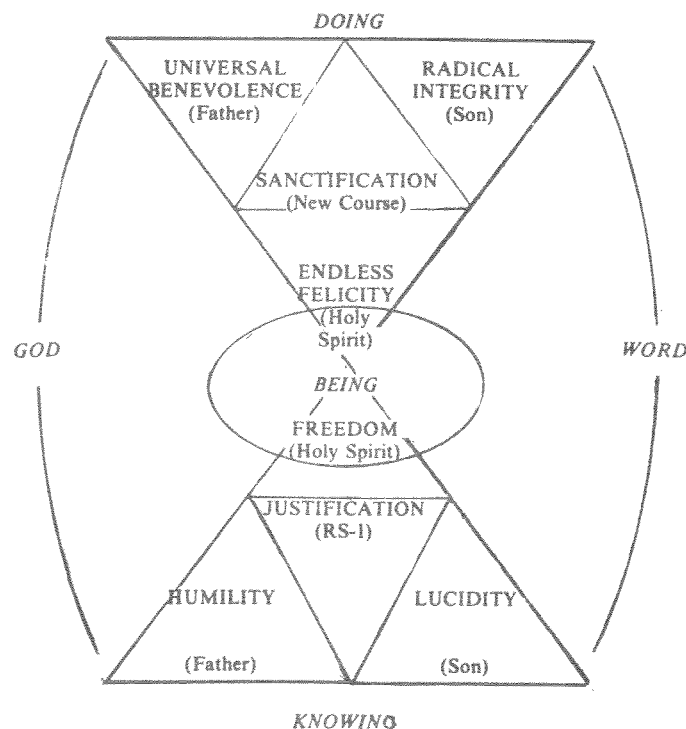 DOING
UNIVERSAL
BENEVOLENCE
(Father)
RADICAL
INTEGRITY
(Son)
SANCTIFICATION
(New Course)
ENDLESS
FELICITY
(Holy
Spirit)
GOD
WORD
BEING
FREEDOM
(Holy Spirit)
JUSTIFICATION
(RS-1)
HUMILITY
(Father)
LUCIDITY
(Son)
KNOWING